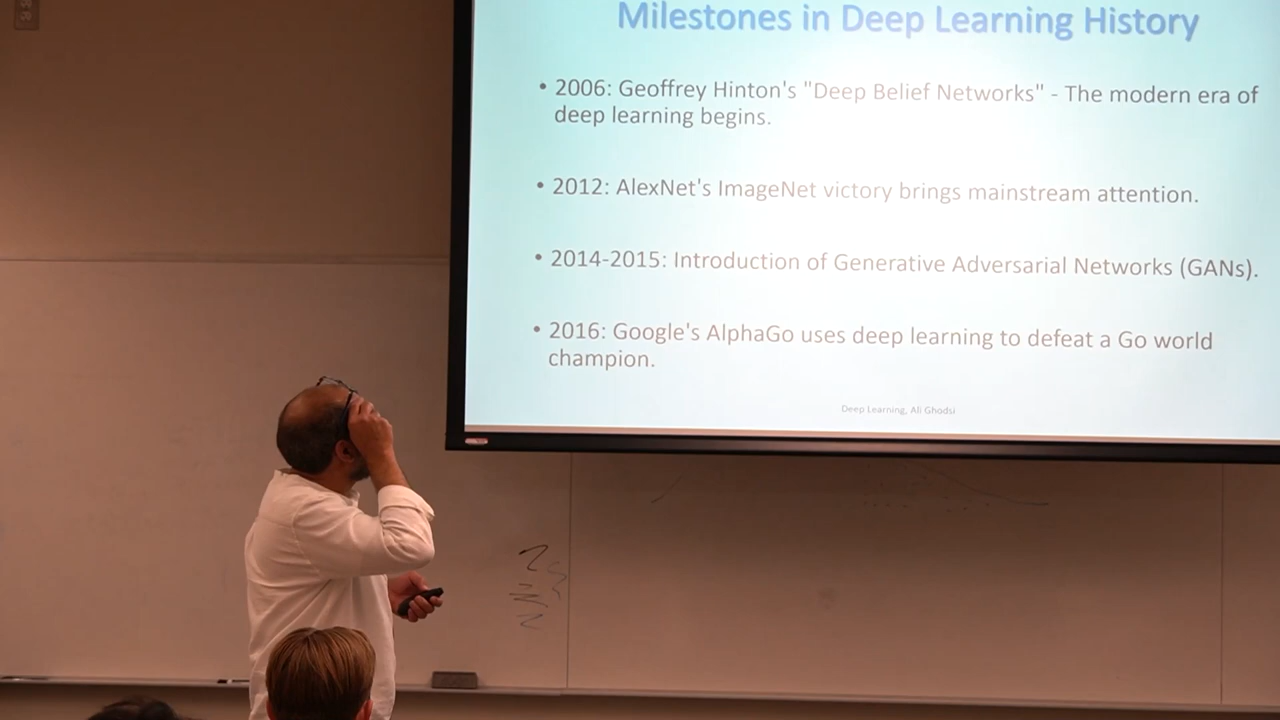 Milestones in Deep Learning History
• 2006: Geoffrey Hinton's "Deep Belief Networks" - The modern era of
deep learning begins.
• 2012: AlexNet's ImageNet victory brings mainstream attention.
• 2014-2015: Introduction of Generative Adversarial Networks (GANs).
• 2016: Google's AlphaGo uses deep learning to defeat a Go world
champion.
Deep Learning, Ali Ghodsi